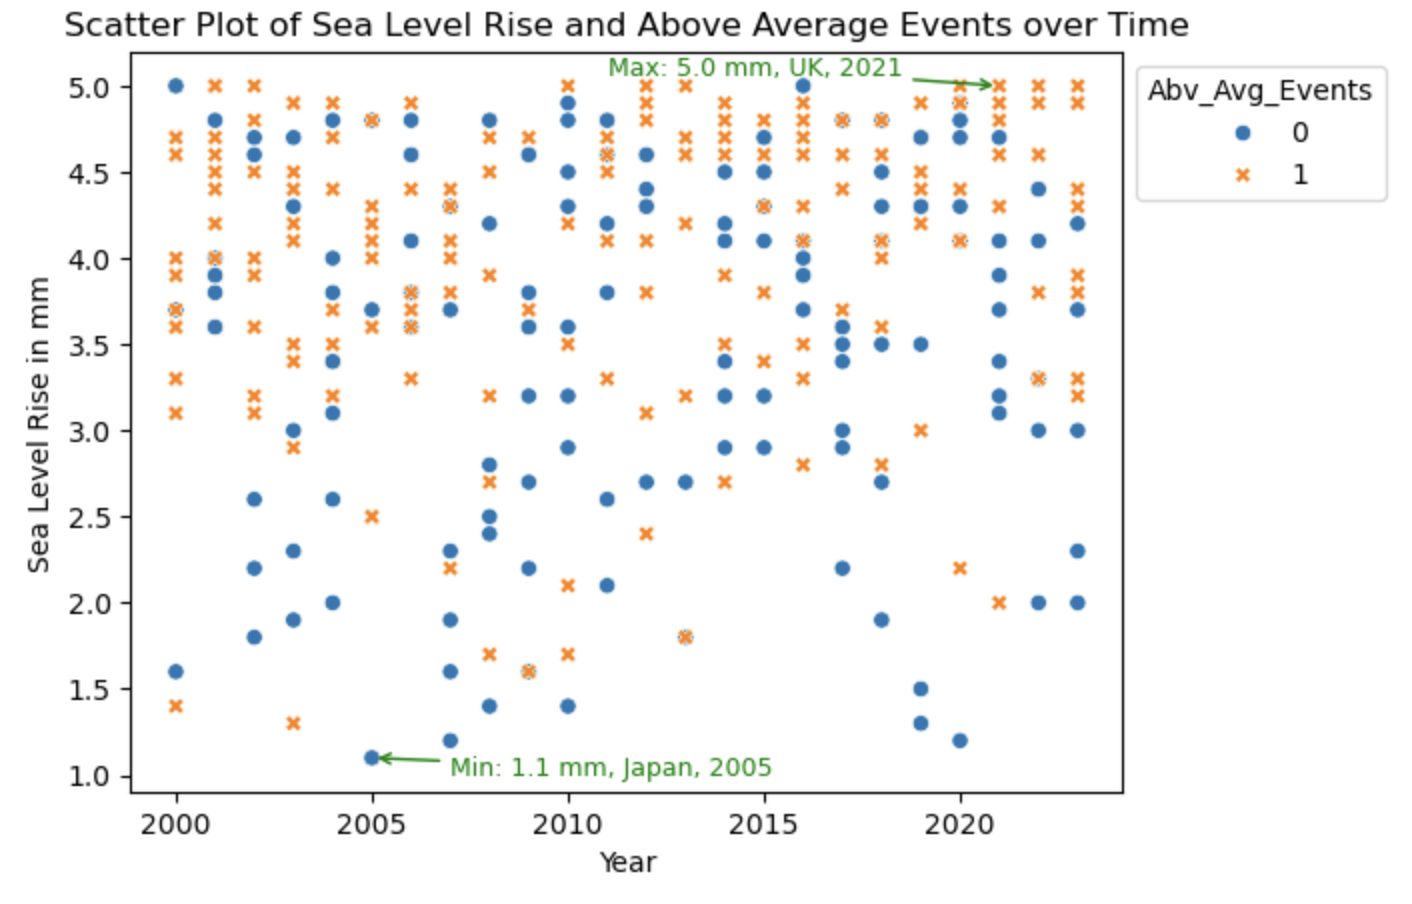 Scatter Plot of Sea Level Rise and Above Average Events over Time
Max: 5.0 mm, UK, 2021
Abv_Avg_Events
0
1
5.0
4.5
4.0
3.5
3.0
2.5
2.0
1.5
1.0
Sea Level Rise in mm
Min: 1.1 mm, Japan, 2005
2000 2005 2010 2015 2020
Year